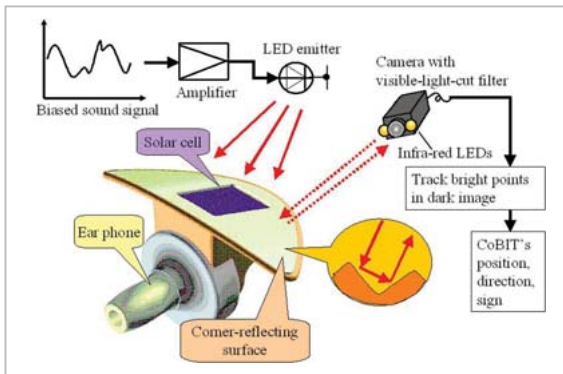 LED emitter
Camera with
visible-light-cut filter
Amplifier
Biased sound signal
Infra-red LEDs
Solar cell
Track bright points
in dark image
Ear phone
CoBIT's
position,
direction,
sign
Corner-reflecting
surface